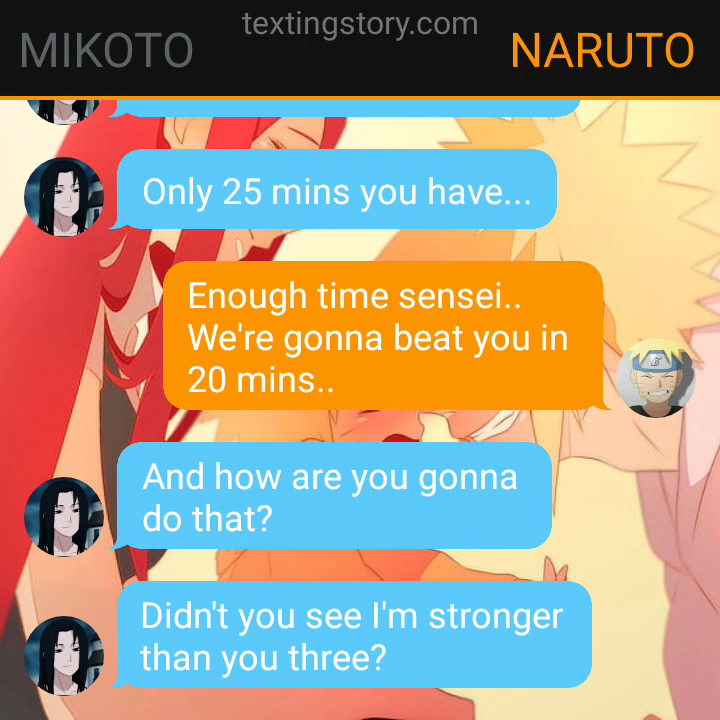 textingstory.com
MIKOTO
NARUTO
Only 25 mins you have...
Enough time sensei..
We're gonna beat you in
20 mins..
And how are you gonna
do that?
Didn't you see I'm stronger
than you three?